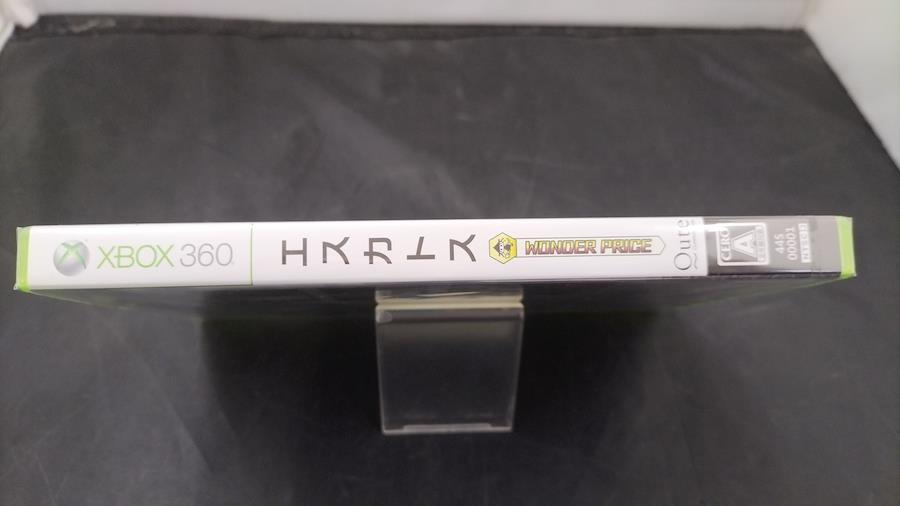 XBOX 360
エスカトス
WONDER PRICE
Qute
CERO
A
445
00001